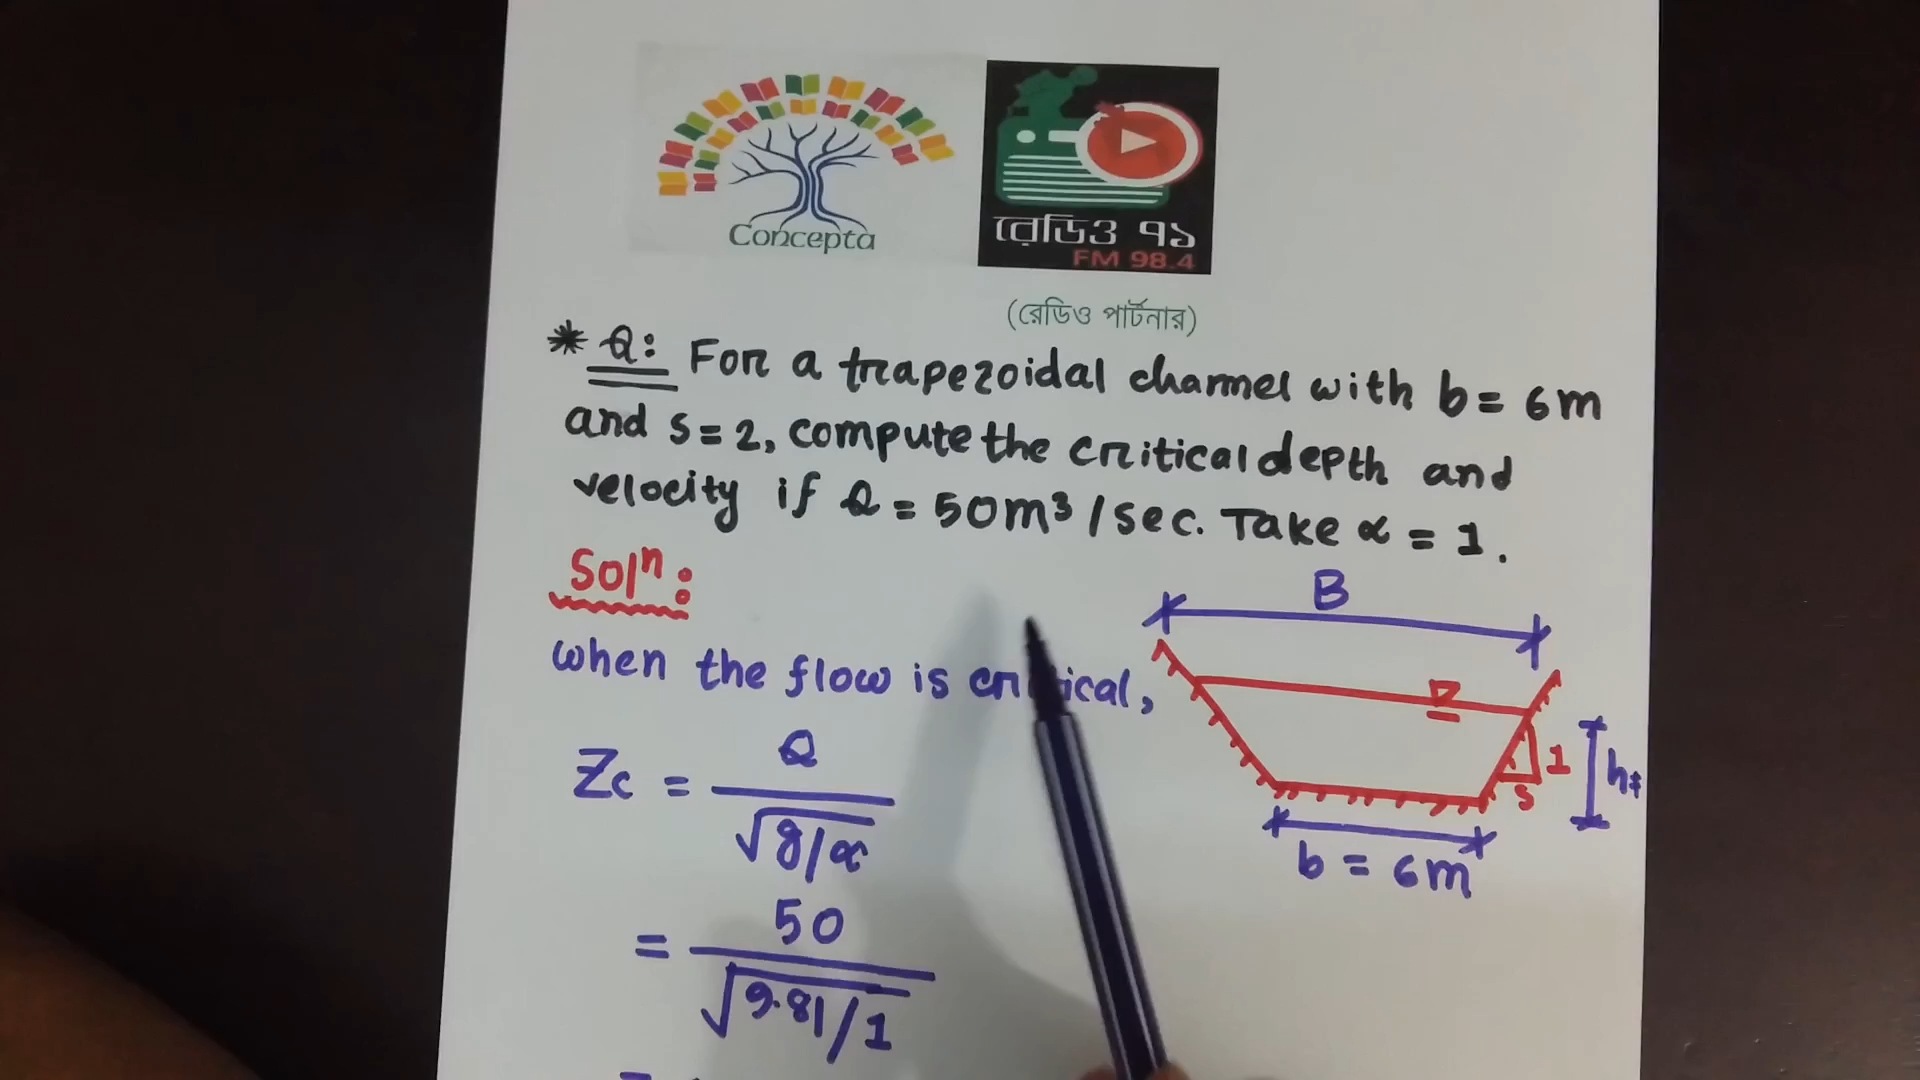 Concepta
রেডিও ৭১
FM 98.4
(রেডিও পার্টনার)
* Q: For a trapezoidal channel with b = 6m
and s = 2, compute the critical depth and
velocity if Q = 50m³/sec. Take α = 1.
Solⁿ:
when the flow is critical,
Zc = Q / √g/α
= 50 / √9.81/1
B
1
s
h
b = 6m